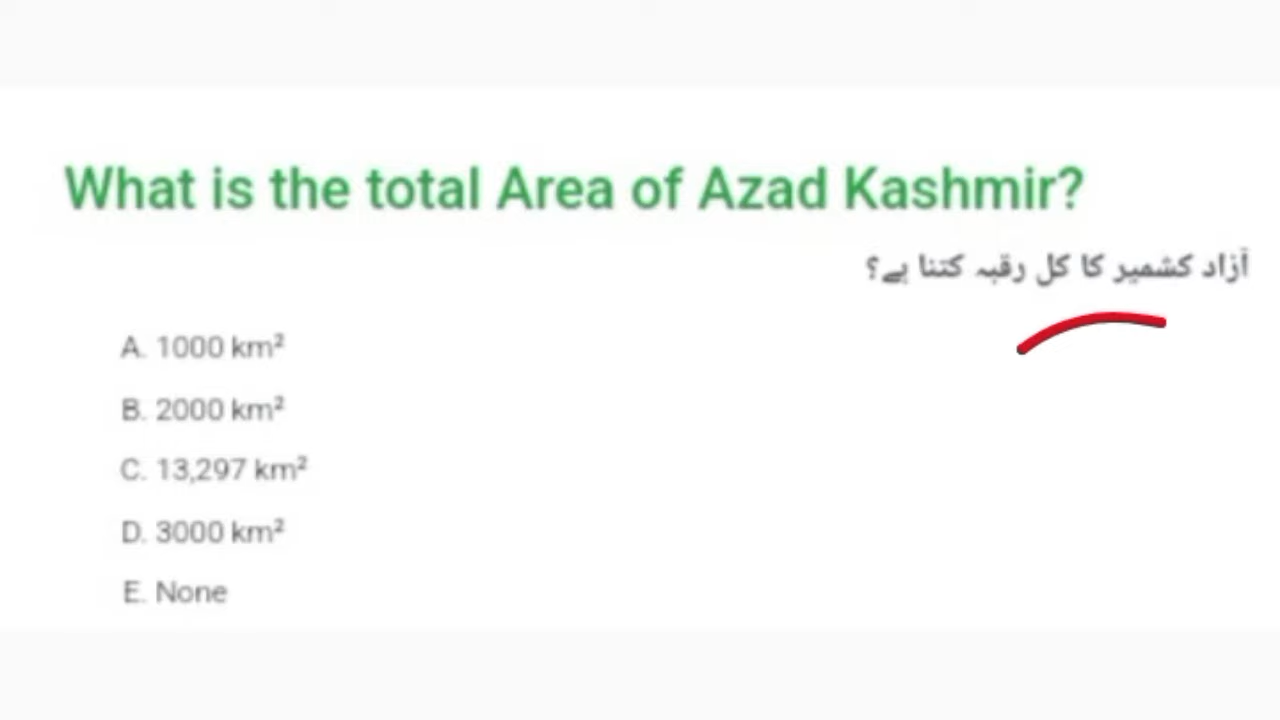 What is the total Area of Azad Kashmir?
آزاد کشمیر کا کل رقبہ کتنا ہے؟
A. 1000 km²
B. 2000 km²
C. 13,297 km²
D. 3000 km²
E. None